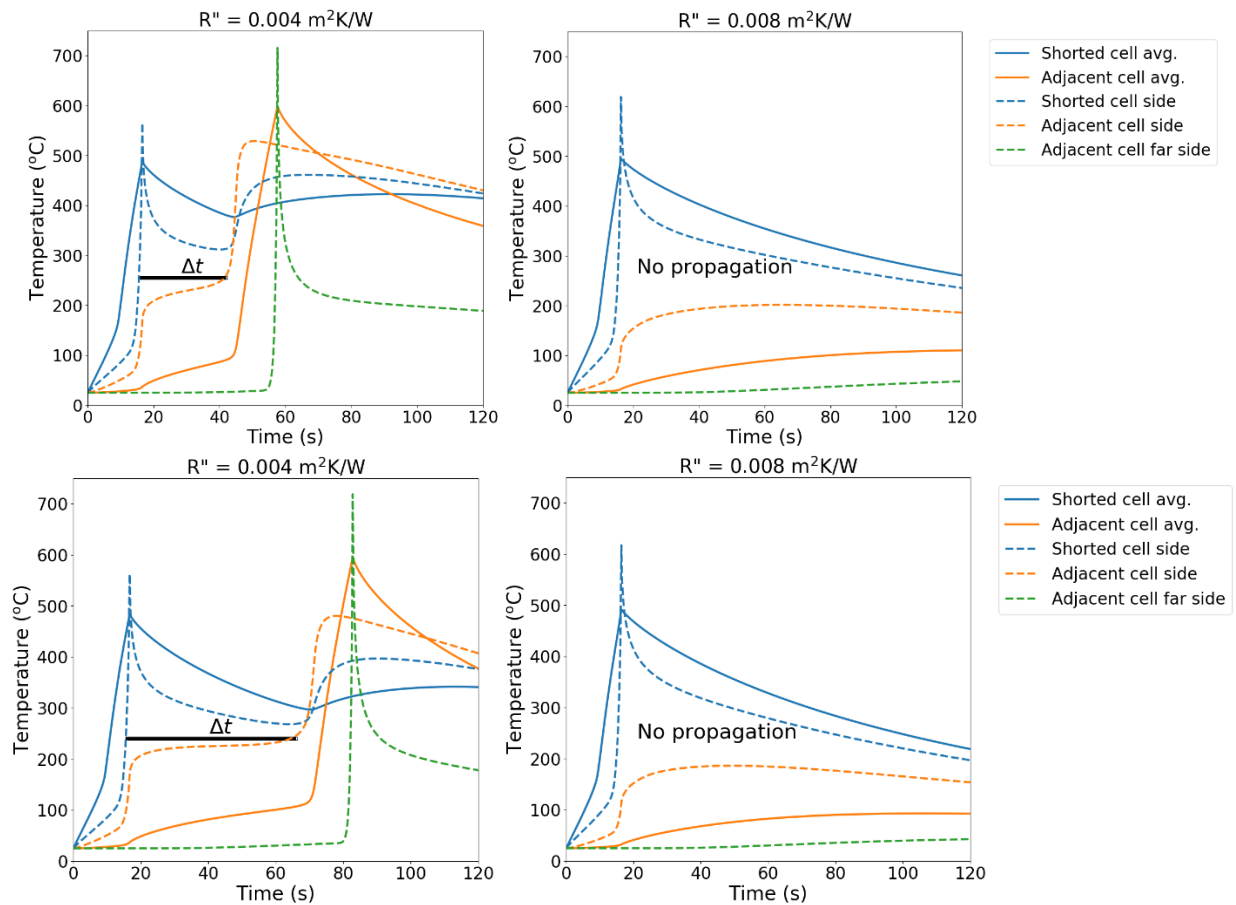 R" = 0.004 m²K/W
R" = 0.008 m²K/W
700
600
500
400
300
200
100
0
Temperature (°C)
Δt
0 20 40 60 80 100 120
Time (s)
700
600
500
400
300
200
100
0
Temperature (°C)
No propagation
0 20 40 60 80 100 120
Time (s)
Shorted cell avg.
Adjacent cell avg.
Shorted cell side
Adjacent cell side
Adjacent cell far side
R" = 0.004 m²K/W
R" = 0.008 m²K/W
700
600
500
400
300
200
100
0
Temperature (°C)
Δt
0 20 40 60 80 100 120
Time (s)
700
600
500
400
300
200
100
0
Temperature (°C)
No propagation
0 20 40 60 80 100 120
Time (s)
Shorted cell avg.
Adjacent cell avg.
Shorted cell side
Adjacent cell side
Adjacent cell far side